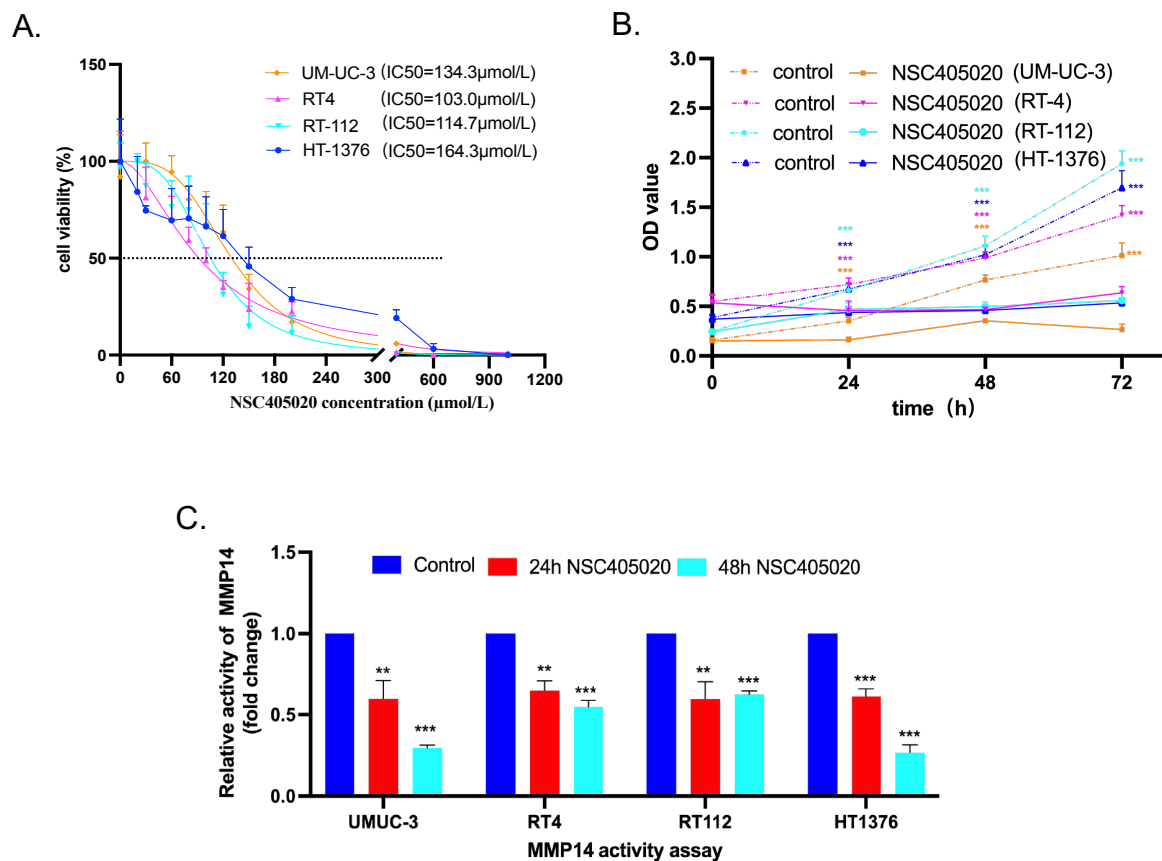 A.
UM-UC-3 (IC50=134.3μmol/L)
RT4 (IC50=103.0μmol/L)
RT-112 (IC50=114.7μmol/L)
HT-1376 (IC50=164.3μmol/L)
cell viability (%)
150
100
50
0
0 60 120 180 240 300 600 900 1200
NSC405020 concentration (μmol/L)
B.
control NSC405020 (UM-UC-3)
control NSC405020 (RT-4)
control NSC405020 (RT-112)
control NSC405020 (HT-1376)
OD value
3.0
2.5
2.0
1.5
1.0
0.5
0.0
***
***
***
***
***
***
***
***
***
***
***
***
0 24 48 72
time (h)
C.
Control 24h NSC405020 48h NSC405020
Relative activity of MMP14
(fold change)
1.5
1.0
0.5
0.0
** *** ** *** ** *** *** ***
UMUC-3 RT4 RT112 HT1376
MMP14 activity assay